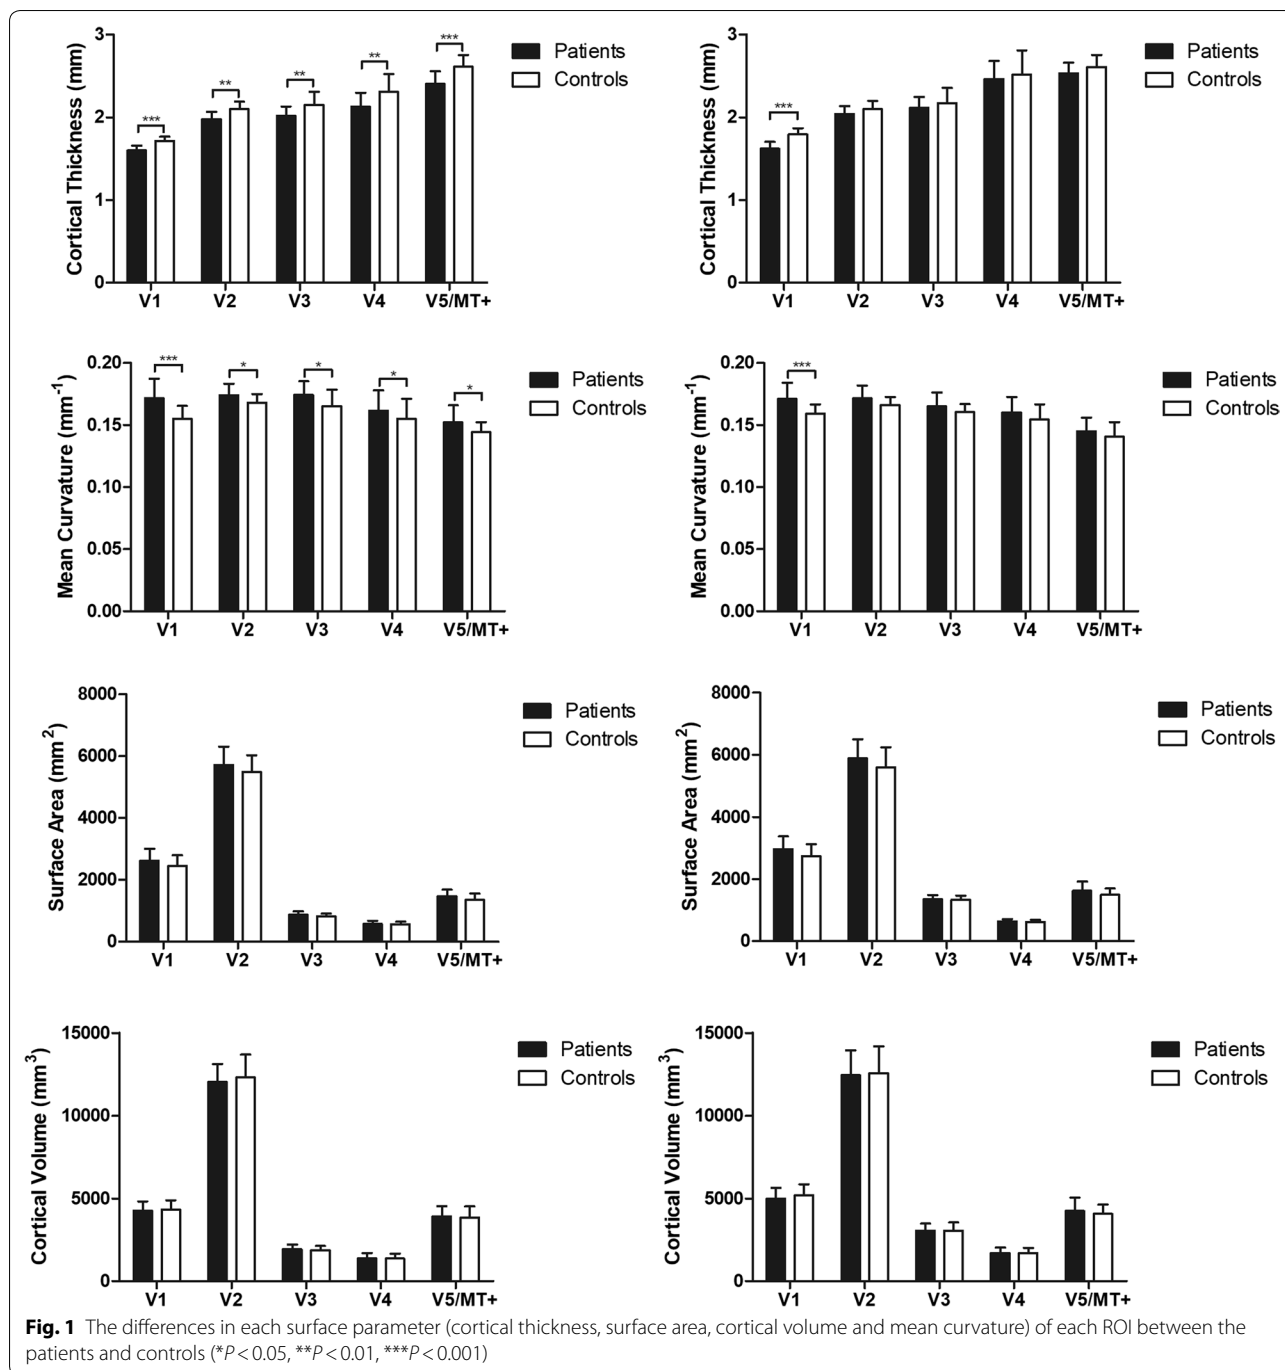 3
2
1
0
Cortical Thickness (mm)
***
**
**
**
***
Patients
Controls
V1
V2
V3
V4
V5/MT+
3
2
1
0
Cortical Thickness (mm)
***
Patients
Controls
V1
V2
V3
V4
V5/MT+
0.20
0.15
0.10
0.05
0.00
Mean Curvature (mm-1)
***
*
*
*
*
Patients
Controls
V1
V2
V3
V4
V5/MT+
0.20
0.15
0.10
0.05
0.00
Mean Curvature (mm-1)
***
Patients
Controls
V1
V2
V3
V4
V5/MT+
8000
6000
4000
2000
0
Surface Area (mm2)
Patients
Controls
V1
V2
V3
V4
V5/MT+
8000
6000
4000
2000
0
Surface Area (mm2)
Patients
Controls
V1
V2
V3
V4
V5/MT+
15000
10000
5000
0
Cortical Volume (mm3)
Patients
Controls
V1
V2
V3
V4
V5/MT+
15000
10000
5000
0
Cortical Volume (mm3)
Patients
Controls
V1
V2
V3
V4
V5/MT+
Fig. 1 The differences in each surface parameter (cortical thickness, surface area, cortical volume and mean curvature) of each ROI between the
patients and controls (*P < 0.05, **P < 0.01, ***P < 0.001)